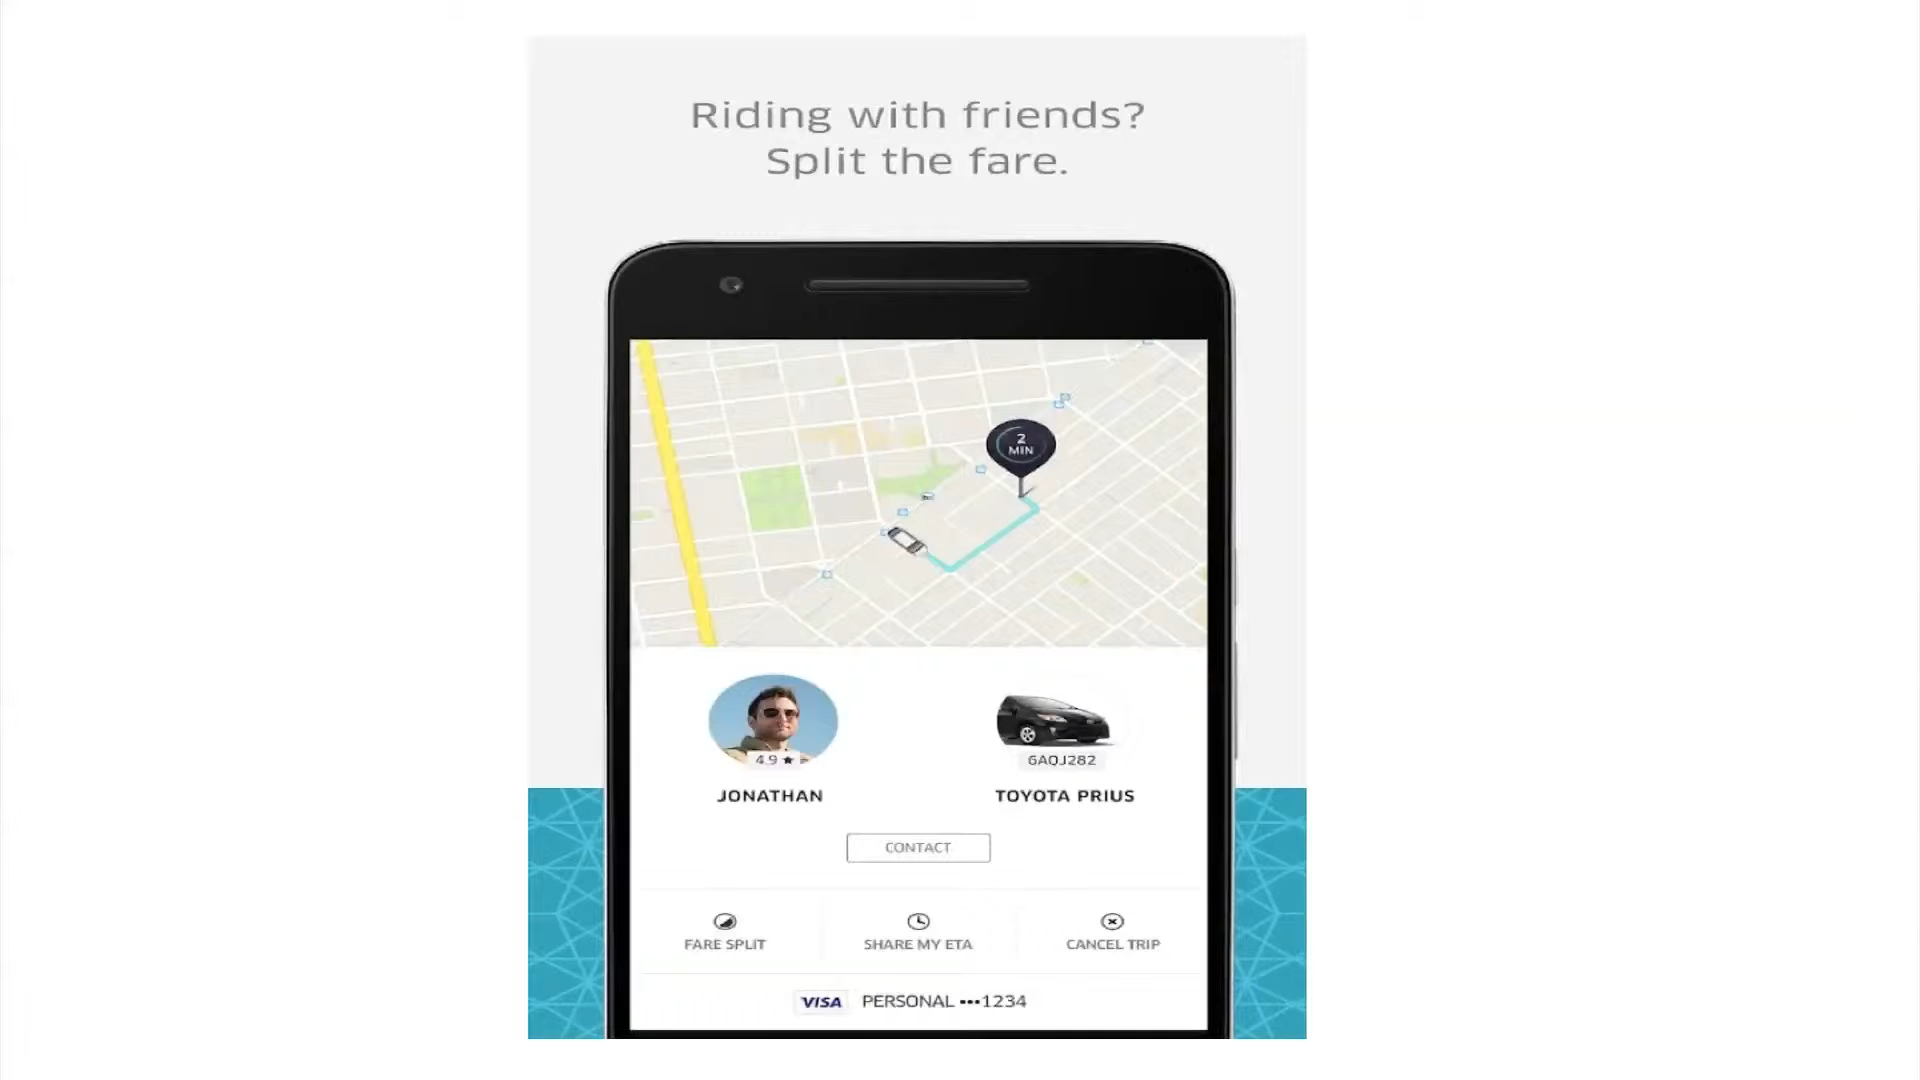 Riding with friends?
Split the fare.
2
MIN
4.9 ★
6AQJ282
JONATHAN
TOYOTA PRIUS
CONTACT
FARE SPLIT
SHARE MY ETA
CANCEL TRIP
VISA PERSONAL •••1234